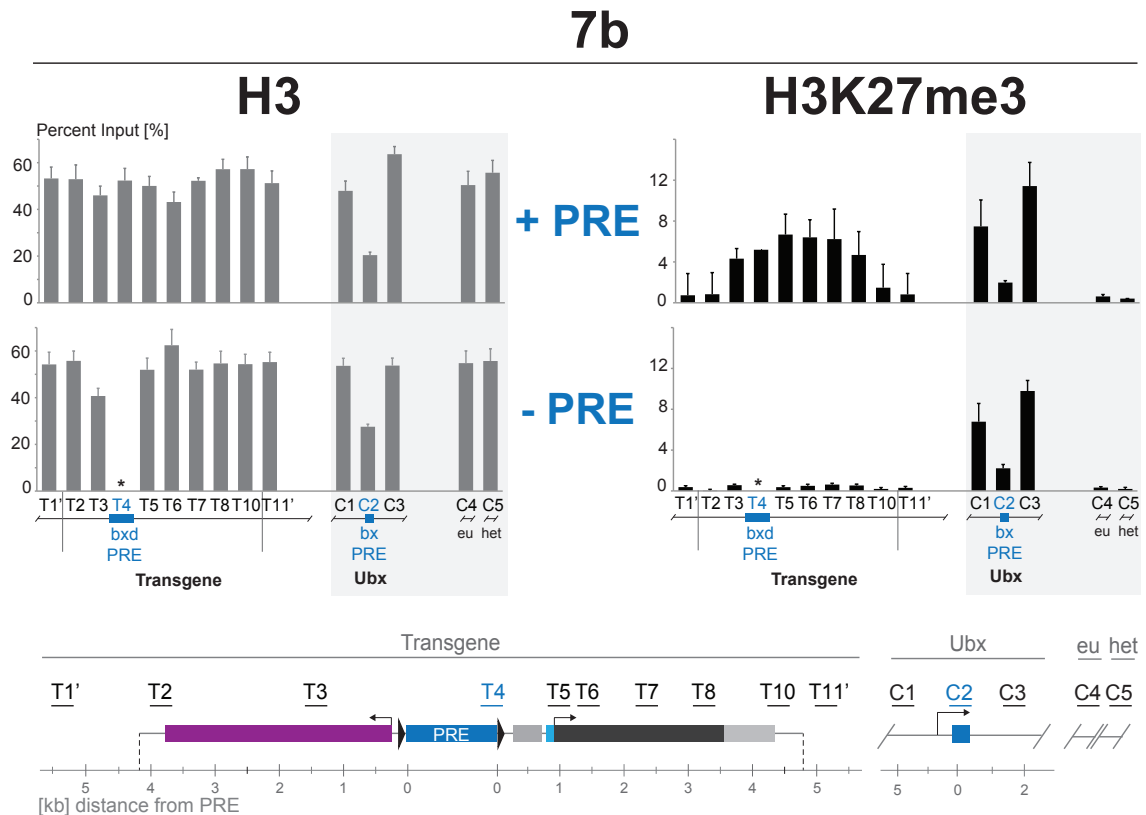 7b
H3
H3K27me3
Percent Input [%]
60
40
20
0
+ PRE
12
8
4
0
60
40
20
0
- PRE
12
8
4
0
*
T1' T2 T3 T4 T5 T6 T7 T8 T10 T11' C1 C2 C3 C4 C5
bxd PRE
bx PRE
eu het
Transgene
Ubx
*
T1' T2 T3 T4 T5 T6 T7 T8 T10 T11' C1 C2 C3 C4 C5
bxd PRE
bx PRE
eu het
Transgene
Ubx
Transgene Ubx eu het
T1' T2 T3 T4 T5 T6 T7 T8 T10 T11' C1 C2 C3 C4 C5
PRE
5 4 3 2 1 0 0 1 2 3 4 5 5 0 2
[kb] distance from PRE